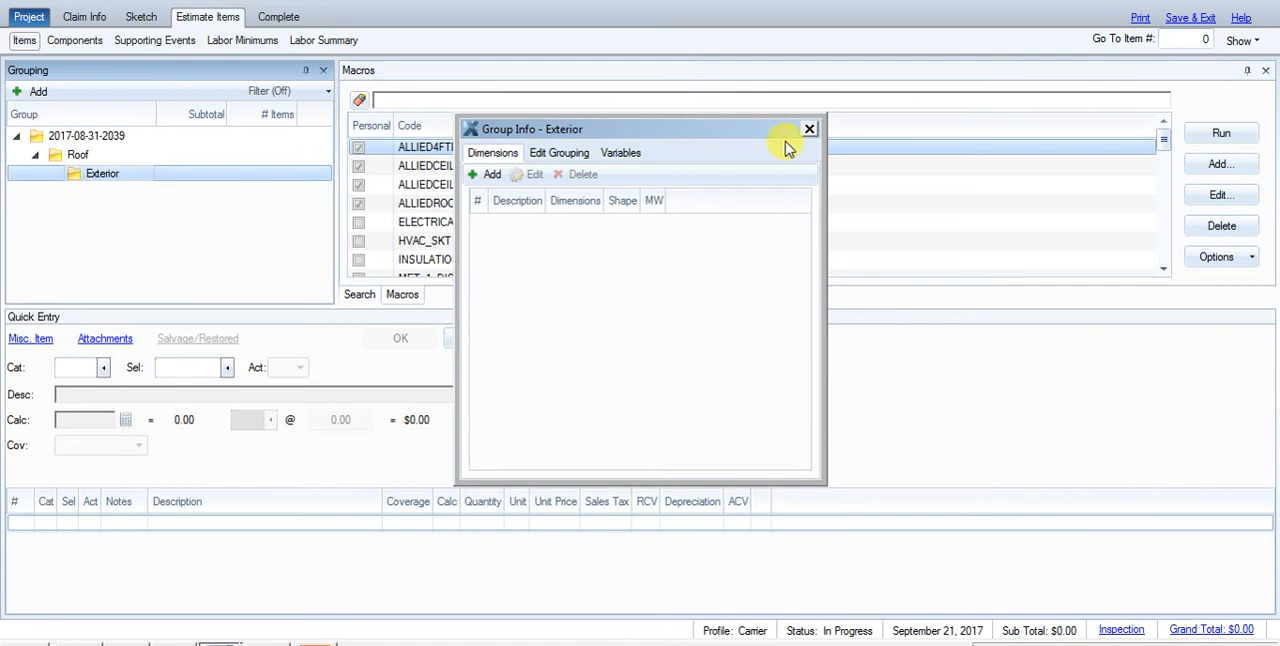 Project Claim Info Sketch Estimate Items Complete Print Save & Exit Help
Items Components Supporting Events Labor Minimums Labor Summary Go To Item #: 0 Show
Grouping Macros
Add Filter (Off)
Group Subtotal # Items Personal Code
2017-08-31-2039
Roof
Exterior
ALLIED4FT
ALLIEDCEIL
ALLIEDCEIL
ALLIEDROC
ELECTRICA
HVAC_SKT
INSULATIO
Run
Add...
Edit...
Delete
Options
Group Info - Exterior
Dimensions Edit Grouping Variables
Add Edit Delete
# Description Dimensions Shape MW
Search Macros
Quick Entry
Misc. Item Attachments Salvage/Restored OK
Cat: Sel: Act:
Desc:
Calc: = 0.00 @ 0.00 = $0.00
Cov:
# Cat Sel Act Notes Description Coverage Calc Quantity Unit Unit Price Sales Tax RCV Depreciation ACV
Profile: Carrier Status: In Progress September 21, 2017 Sub Total: $0.00 Inspection Grand Total: $0.00